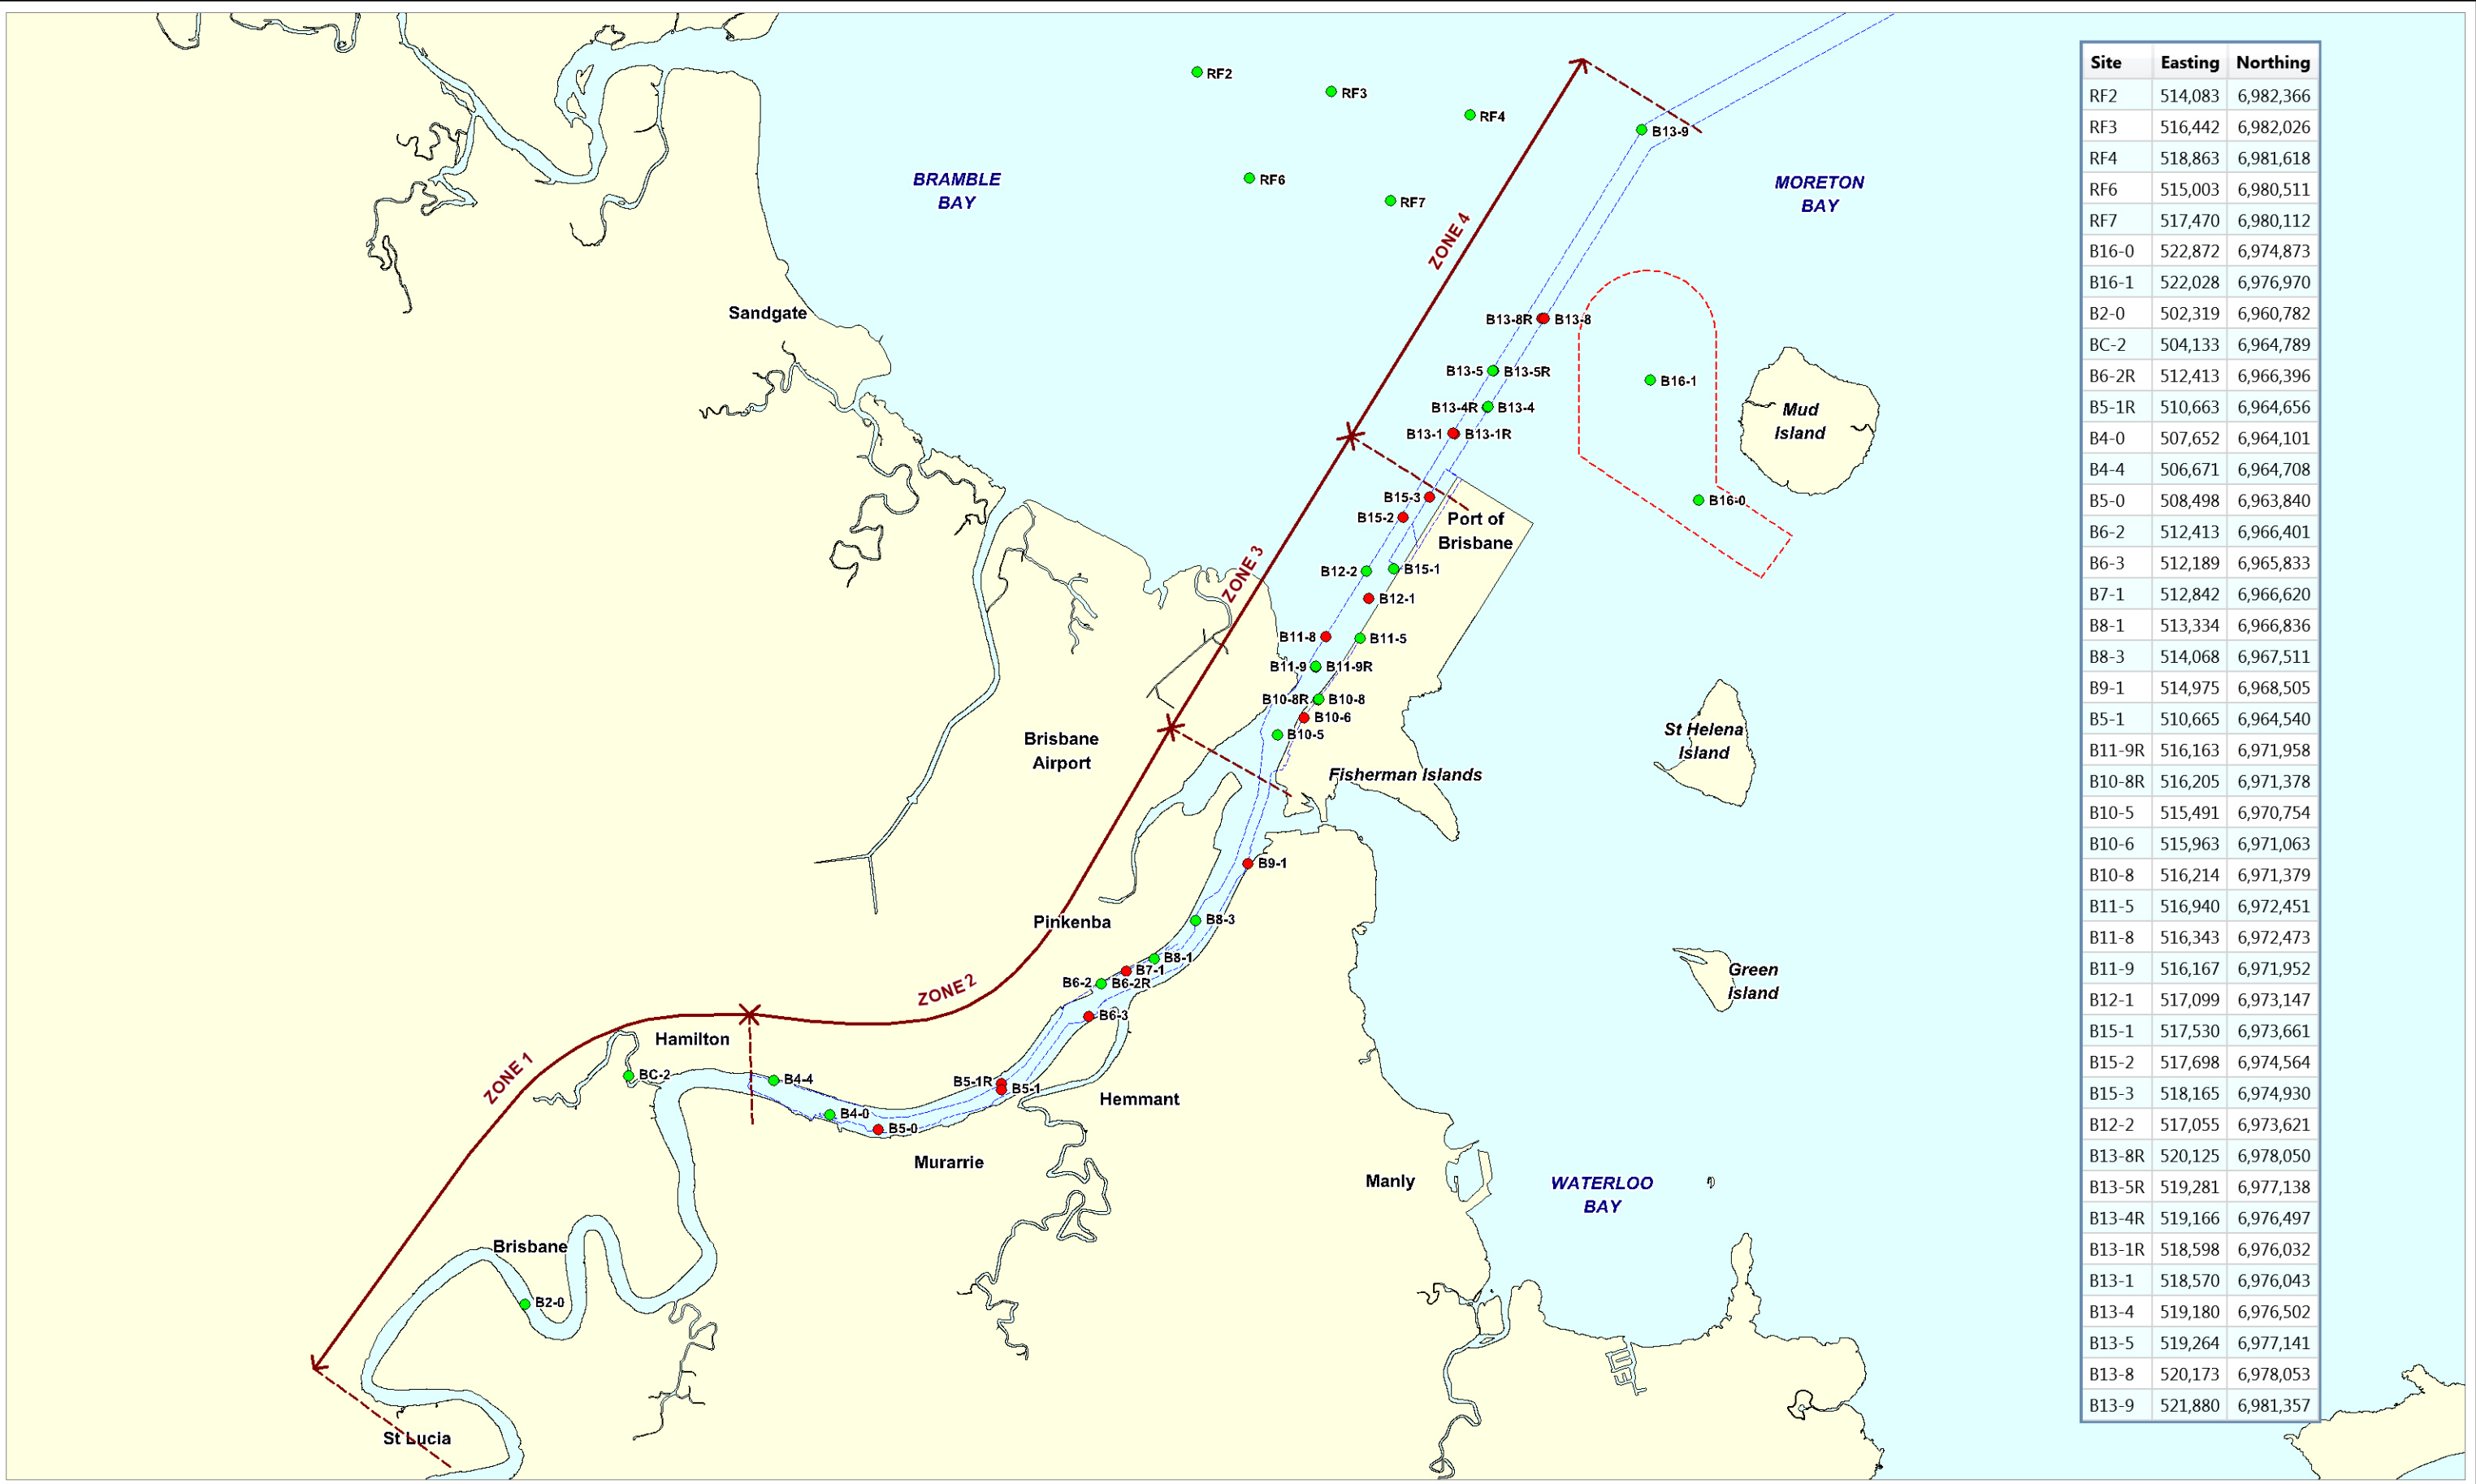 RF2
RF3
RF4
B13-9
BRAMBLE
BAY
RF6
RF7
MORETON
BAY
ZONE 4
Sandgate
B13-8R
B13-8
B13-5
B13-5R
B16-1
B13-4R
B13-4
Mud
Island
B13-1
B13-1R
B15-3
B16-0
B15-2
Port of
Brisbane
ZONE 3
B12-2
B15-1
B12-1
B11-8
B11-5
B11-9
B11-9R
B10-8R
B10-8
B10-6
B10-5
St Helena
Island
Brisbane
Airport
Fisherman Islands
B9-1
Pinkenba
B8-3
B8-1
B7-1
B6-2
B6-2R
ZONE 2
Green
Island
B6-3
Hamilton
ZONE 1
BC-2
B4-4
B5-1R
B5-1
Hemmant
B4-0
B5-0
Murarrie
Manly
WATERLOO
BAY
Brisbane
B2-0
St Lucia
Site Easting Northing
RF2 514,083 6,982,366
RF3 516,442 6,982,026
RF4 518,863 6,981,618
RF6 515,003 6,980,511
RF7 517,470 6,980,112
B16-0 522,872 6,974,873
B16-1 522,028 6,976,970
B2-0 502,319 6,960,782
BC-2 504,133 6,964,789
B6-2R 512,413 6,966,396
B5-1R 510,663 6,964,656
B4-0 507,652 6,964,101
B4-4 506,671 6,964,708
B5-0 508,498 6,963,840
B6-2 512,413 6,966,401
B6-3 512,189 6,965,833
B7-1 512,842 6,966,620
B8-1 513,334 6,966,836
B8-3 514,068 6,967,511
B9-1 514,975 6,968,505
B5-1 510,665 6,964,540
B11-9R 516,163 6,971,958
B10-8R 516,205 6,971,378
B10-5 515,491 6,970,754
B10-6 515,963 6,971,063
B10-8 516,214 6,971,379
B11-5 516,940 6,972,451
B11-8 516,343 6,972,473
B11-9 516,167 6,971,952
B12-1 517,099 6,973,147
B15-1 517,530 6,973,661
B15-2 517,698 6,974,564
B15-3 518,165 6,974,930
B12-2 517,055 6,973,621
B13-8R 520,125 6,978,050
B13-5R 519,281 6,977,138
B13-4R 519,166 6,976,497
B13-1R 518,598 6,976,032
B13-1 518,570 6,976,043
B13-4 519,180 6,976,502
B13-5 519,264 6,977,141
B13-8 520,173 6,978,053
B13-9 521,880 6,981,357